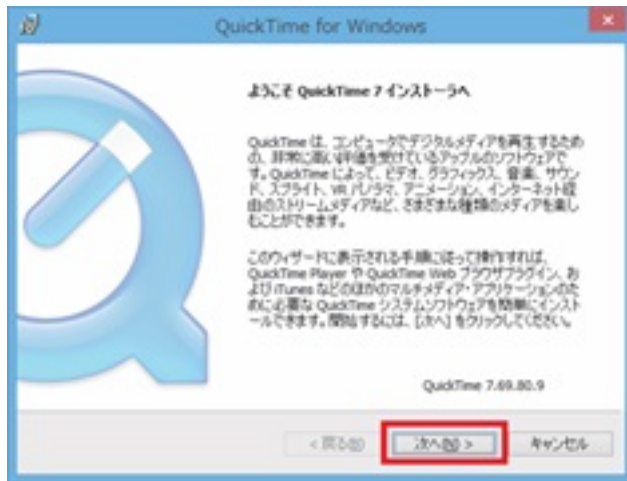 QuickTime for Windows
ようこそ QuickTime 7 インストーラへ
QuickTime は、コンピュータでデジタルメディアを再生するため
の、非常に高い評価を受けているアップルのソフトウェアで
す。QuickTime によって、ビデオ、グラフィックス、音楽、サウン
ド、スプライト、VR パノラマ、アニメーション、インターネット経
由のストリームメディアなど、さまざまな種類のメディアを楽し
むことができます。
このウィザードに表示される手順に従って操作すれば、
QuickTime Player や QuickTime Web ブラウザプラグイン、お
よび iTunes などのほかのマルチメディア・アプリケーションのた
めに必要な QuickTime システムソフトウェアを簡単にインスト
ールできます。開始するには、[次へ] をクリックしてください。
QuickTime 7.69.80.9
< 戻る(B)
次へ(N) >
キャンセル